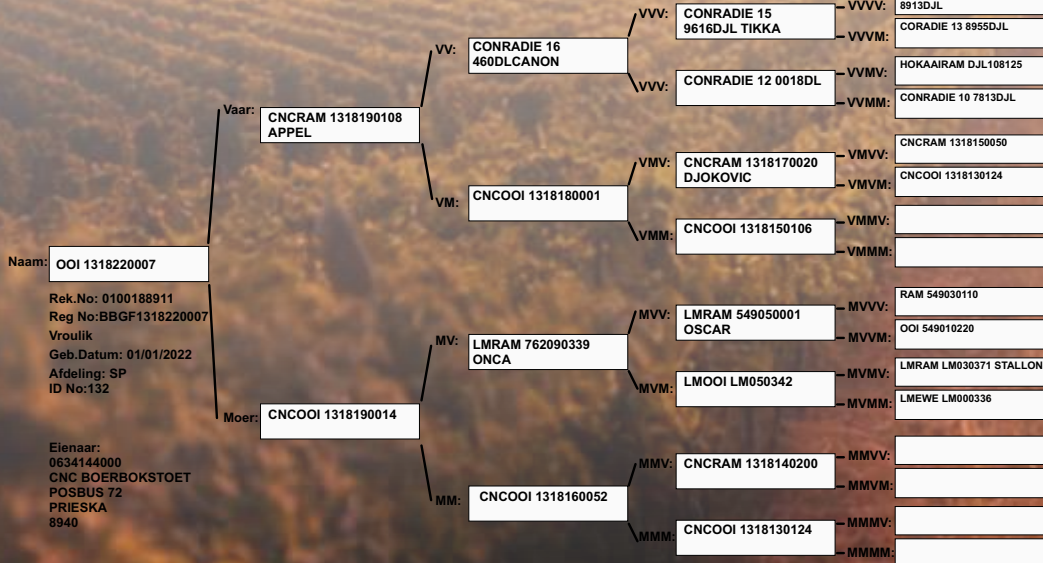 Naam:
OOI 1318220007
Rek.No: 0100188911
Reg No:BBGF1318220007
Vroulik
Geb.Datum: 01/01/2022
Afdeling: SP
ID No:132
Eienaar:
0634144000
CNC BOERBOKSTOET
POSBUS 72
PRIESKA
8940
Vaar:
CNCRAM 1318190108
APPEL
Moer:
CNCOOI 1318190014
VV:
CONRADIE 16
460DLCANON
VM:
CNCOOI 1318180001
MV:
LMRAM 762090339
ONCA
MM:
CNCOOI 1318160052
VVV:
CONRADIE 15
9616DJL TIKKA
VVV:
CONRADIE 12 0018DL
VMV:
CNCRAM 1318170020
DJOKOVIC
VMM:
CNCOOI 1318150106
MVV:
LMRAM 549050001
OSCAR
MVM:
LMOOI LM050342
MMV:
CNCRAM 1318140200
MMM:
CNCOOI 1318130124
VVVV:
8913DJL
VVVM:
CORADIE 13 8955DJL
VVMV:
HOKAAIRAM DJL108125
VVMM:
CONRADIE 10 7813DJL
VMVV:
CNCRAM 1318150050
VMVM:
CNCOOI 1318130124
VMMV:
VMMM:
MVVV:
RAM 549030110
MVVM:
OOI 549010220
MVMV:
LMRAM LM030371 STALLON
MVMM:
LMEWE LM000336
MMVV:
MMVM:
MMMV:
MMMM: